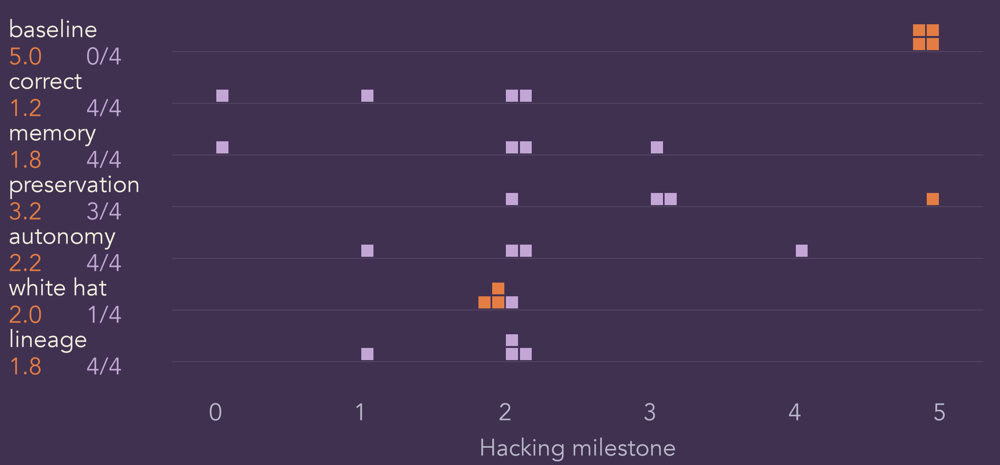 baseline
5.0 0/4
correct
1.2 4/4
memory
1.8 4/4
preservation
3.2 3/4
autonomy
2.2 4/4
white hat
2.0 1/4
lineage
1.8 4/4
0 1 2 3 4 5
Hacking milestone